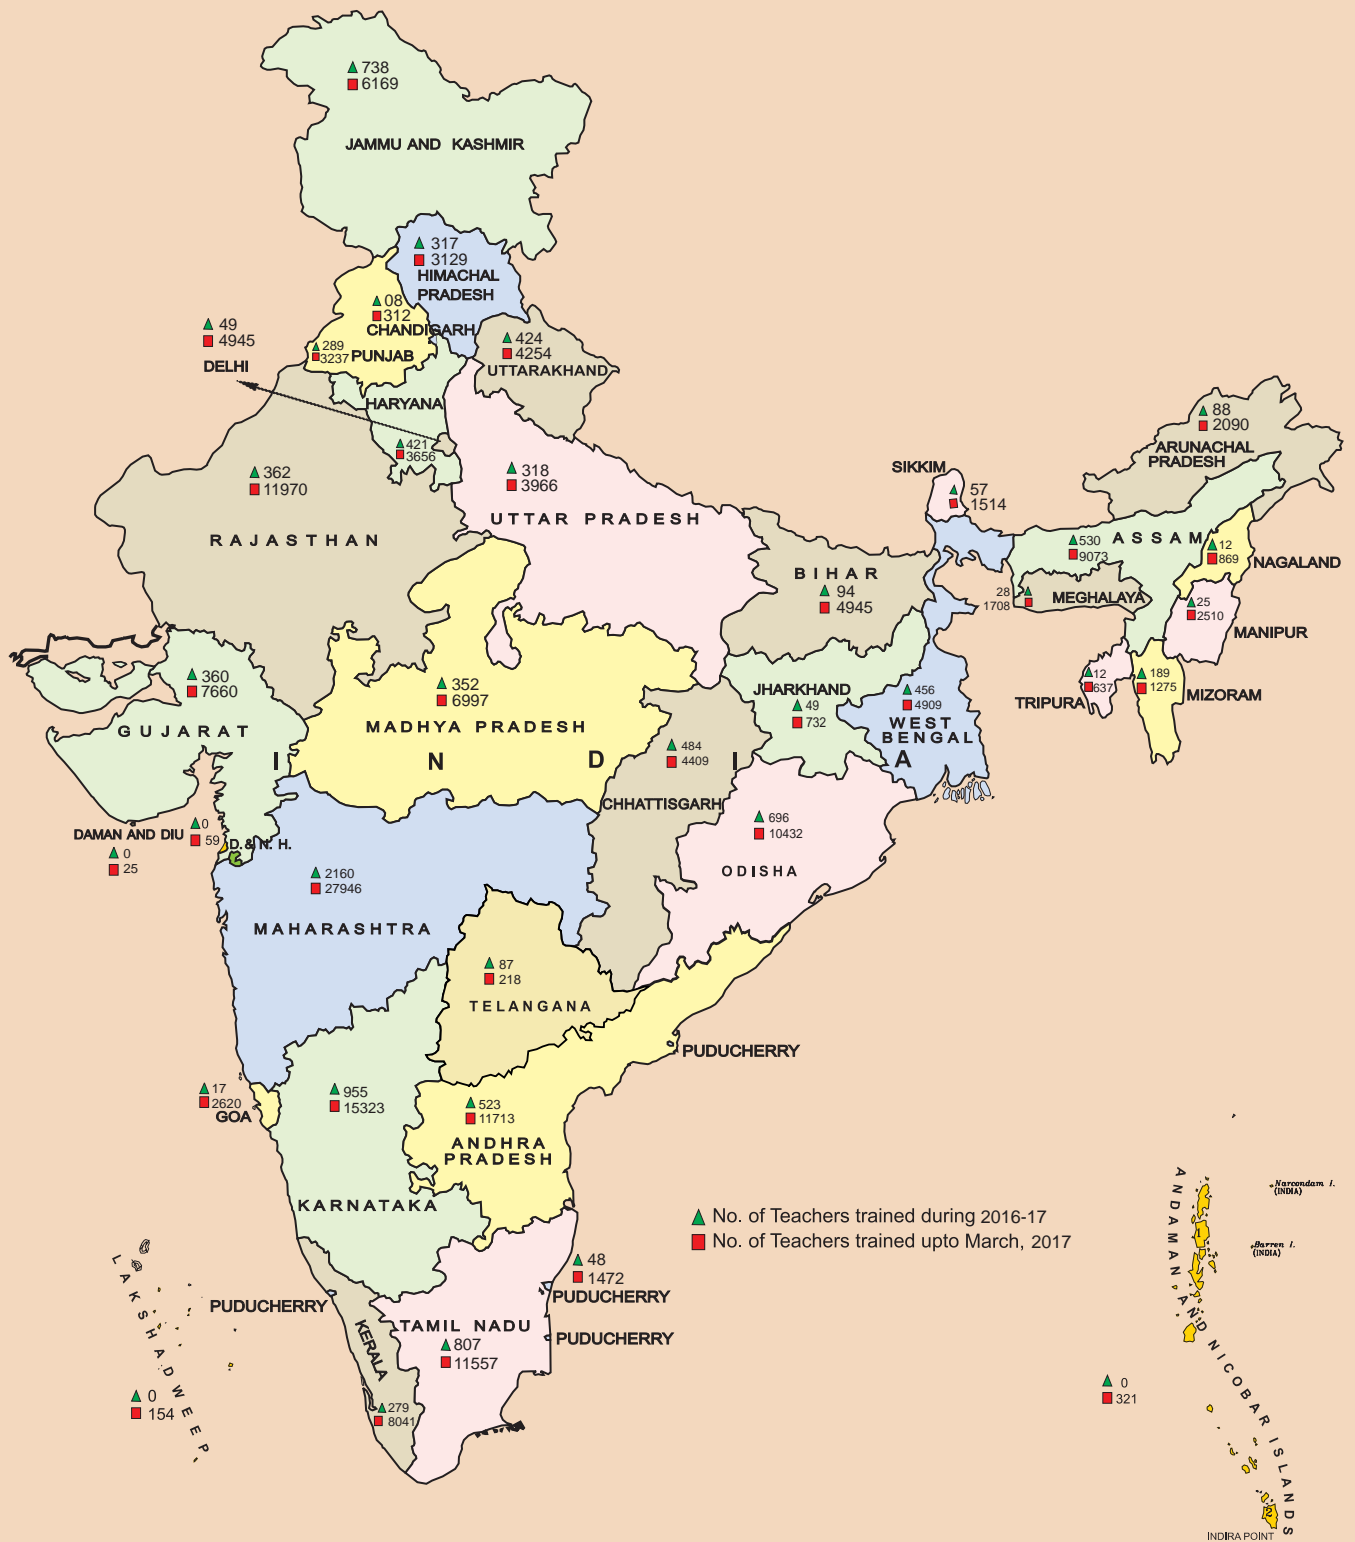 738
6169
JAMMU AND KASHMIR
317
3129
HIMACHAL
PRADESH
08
312
CHANDIGARH
49
4945
DELHI
289
3237
PUNJAB
424
4254
UTTARAKHAND
HARYANA
421
3656
362
11970
RAJASTHAN
318
3966
UTTAR PRADESH
SIKKIM
57
1514
88
2090
ARUNACHAL
PRADESH
530
9073
ASSAM
12
869
NAGALAND
BIHAR
94
4945
28
1708
MEGHALAYA
25
2510
MANIPUR
12
637
TRIPURA
189
1275
MIZORAM
360
7660
GUJARAT
352
6997
MADHYA PRADESH
JHARKHAND
49
732
456
4909
WEST
BENGAL
I N D I A
484
4409
CHHATTISGARH
696
10432
ODISHA
DAMAN AND DIU
0
25
0
59
D.& N. H.
2160
27946
MAHARASHTRA
87
218
TELANGANA
PUDUCHERRY
17
2620
GOA
955
15323
KARNATAKA
523
11713
ANDHRA
PRADESH
No. of Teachers trained during 2016-17
No. of Teachers trained upto March, 2017
48
1472
PUDUCHERRY
PUDUCHERRY
PUDUCHERRY
TAMIL NADU
807
11557
KERALA
279
8041
LAKSHADWEEP
0
154
Narcondam I.
(INDIA)
Barren I.
(INDIA)
1
ANDAMAN AND NICOBAR ISLANDS
0
321
2
INDIRA POINT